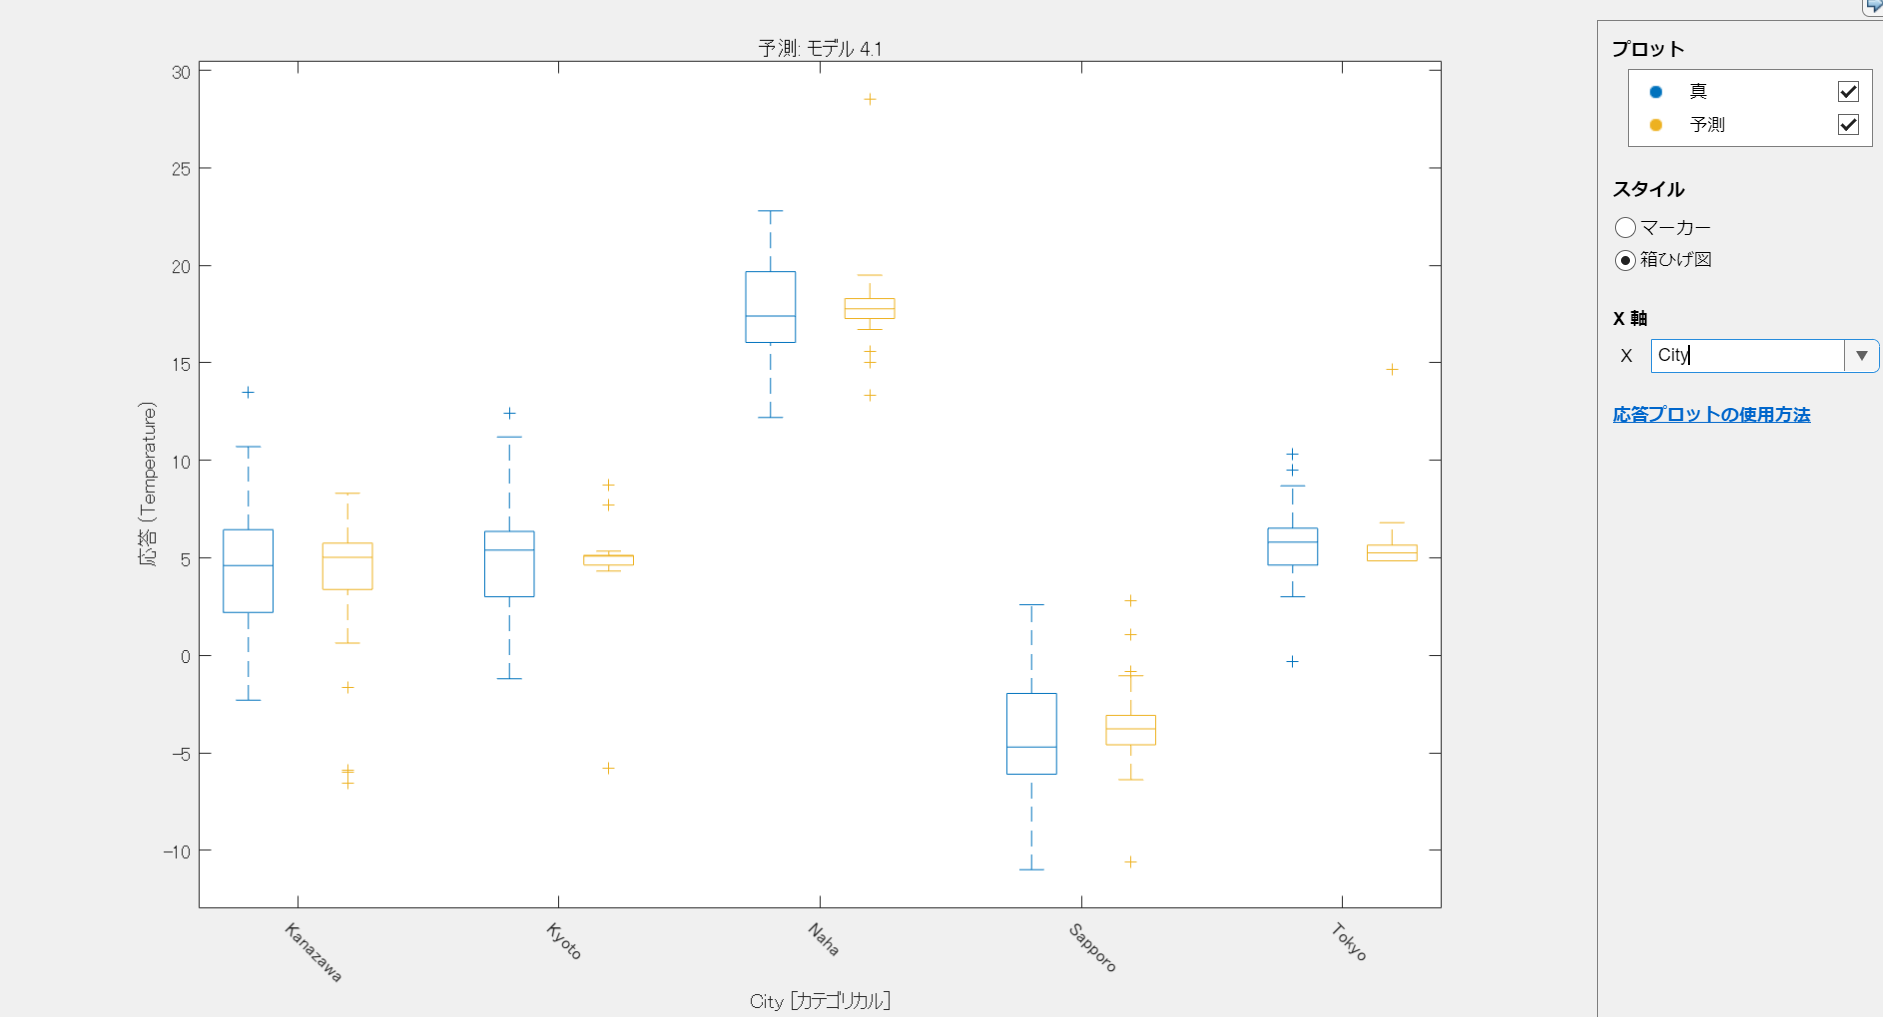 予測: モデル 4.1
30
25
20
15
10
5
0
-5
-10
応答 (Temperature)
Kanazawa
Kyoto
Naha
Sapporo
Tokyo
City [カテゴリカル]
プロット
真
予測
スタイル
マーカー
箱ひげ図
X 軸
X City
応答プロットの使用方法